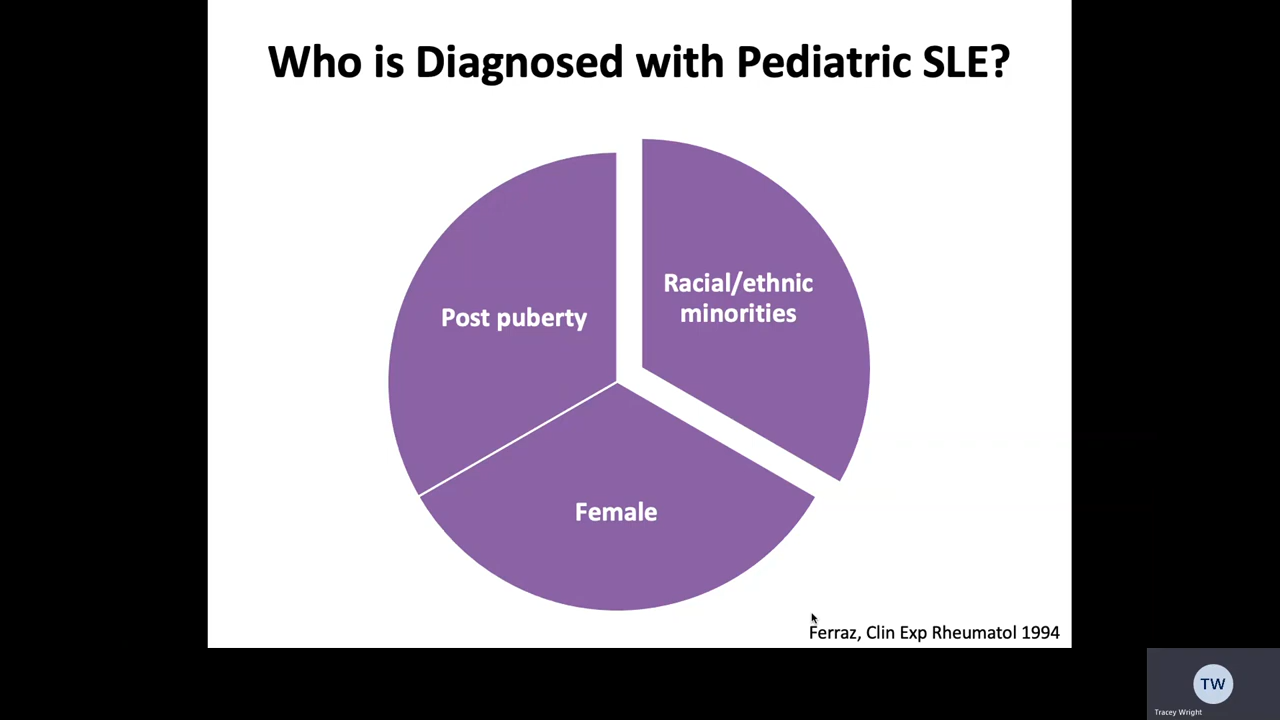 Who is Diagnosed with Pediatric SLE?
Post puberty
Racial/ethnic
minorities
Female
Ferraz, Clin Exp Rheumatol 1994
TW
Tracey Wright